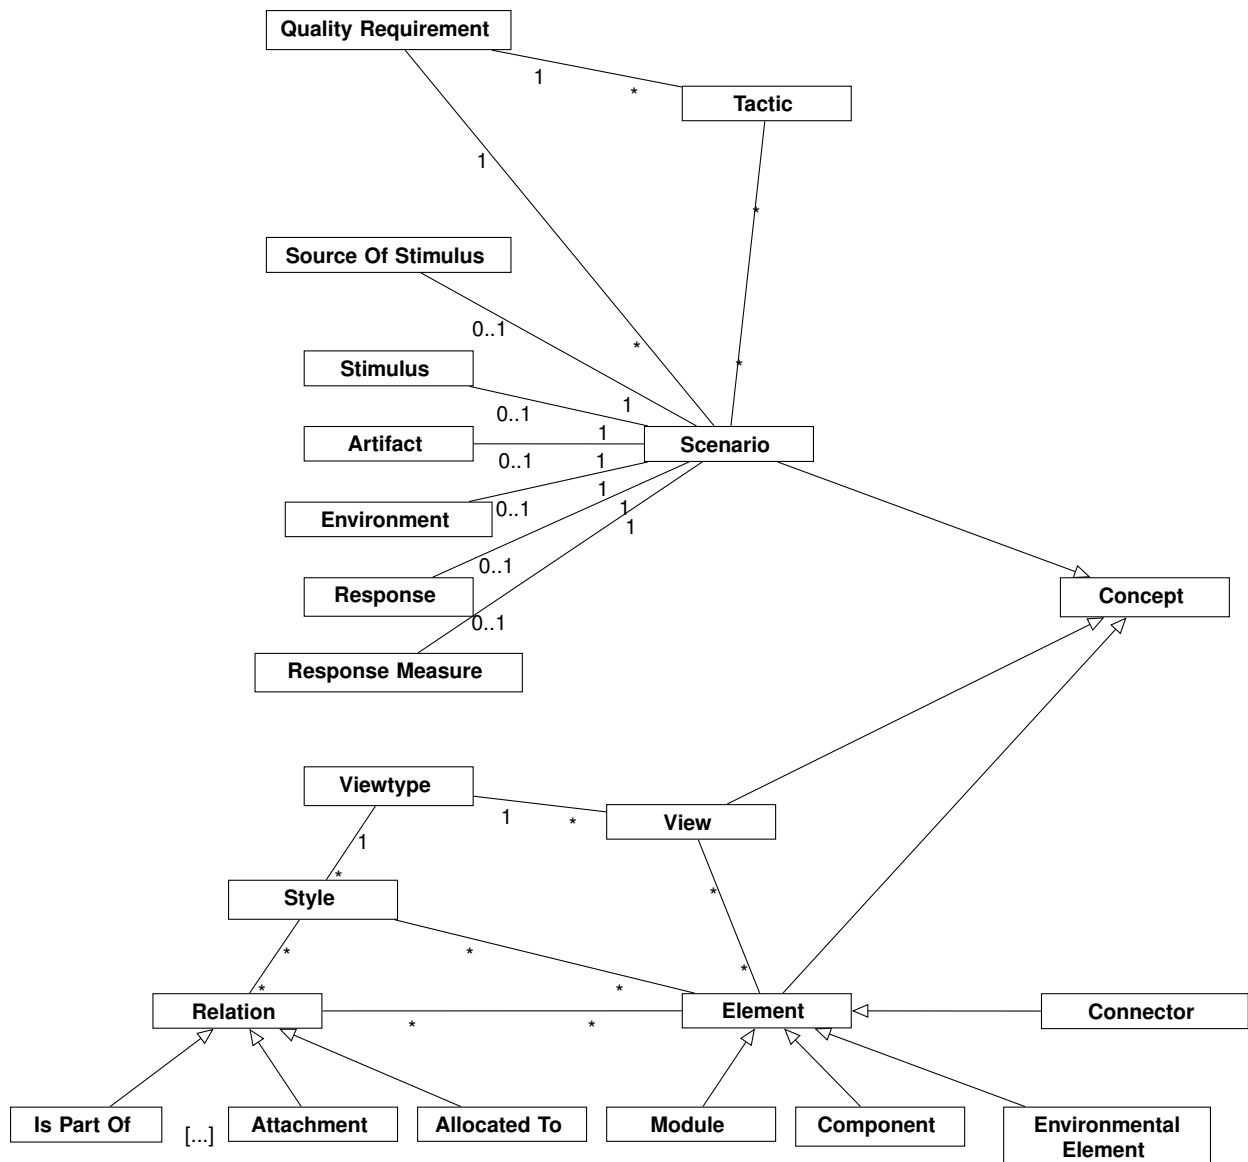 Quality Requirement
1
*
Tactic
1
*
Source Of Stimulus
0..1
*
*
Stimulus
1
0..1
Artifact
1
Scenario
0..1
1
1
Environment
0..1
1
1
0..1
Response
Concept
0..1
Response Measure
Viewtype
1
*
View
1
*
Style
*
*
*
*
*
*
Relation
*
*
Element
Connector
Is Part Of
[...]
Attachment
Allocated To
Module
Component
Environmental
Element